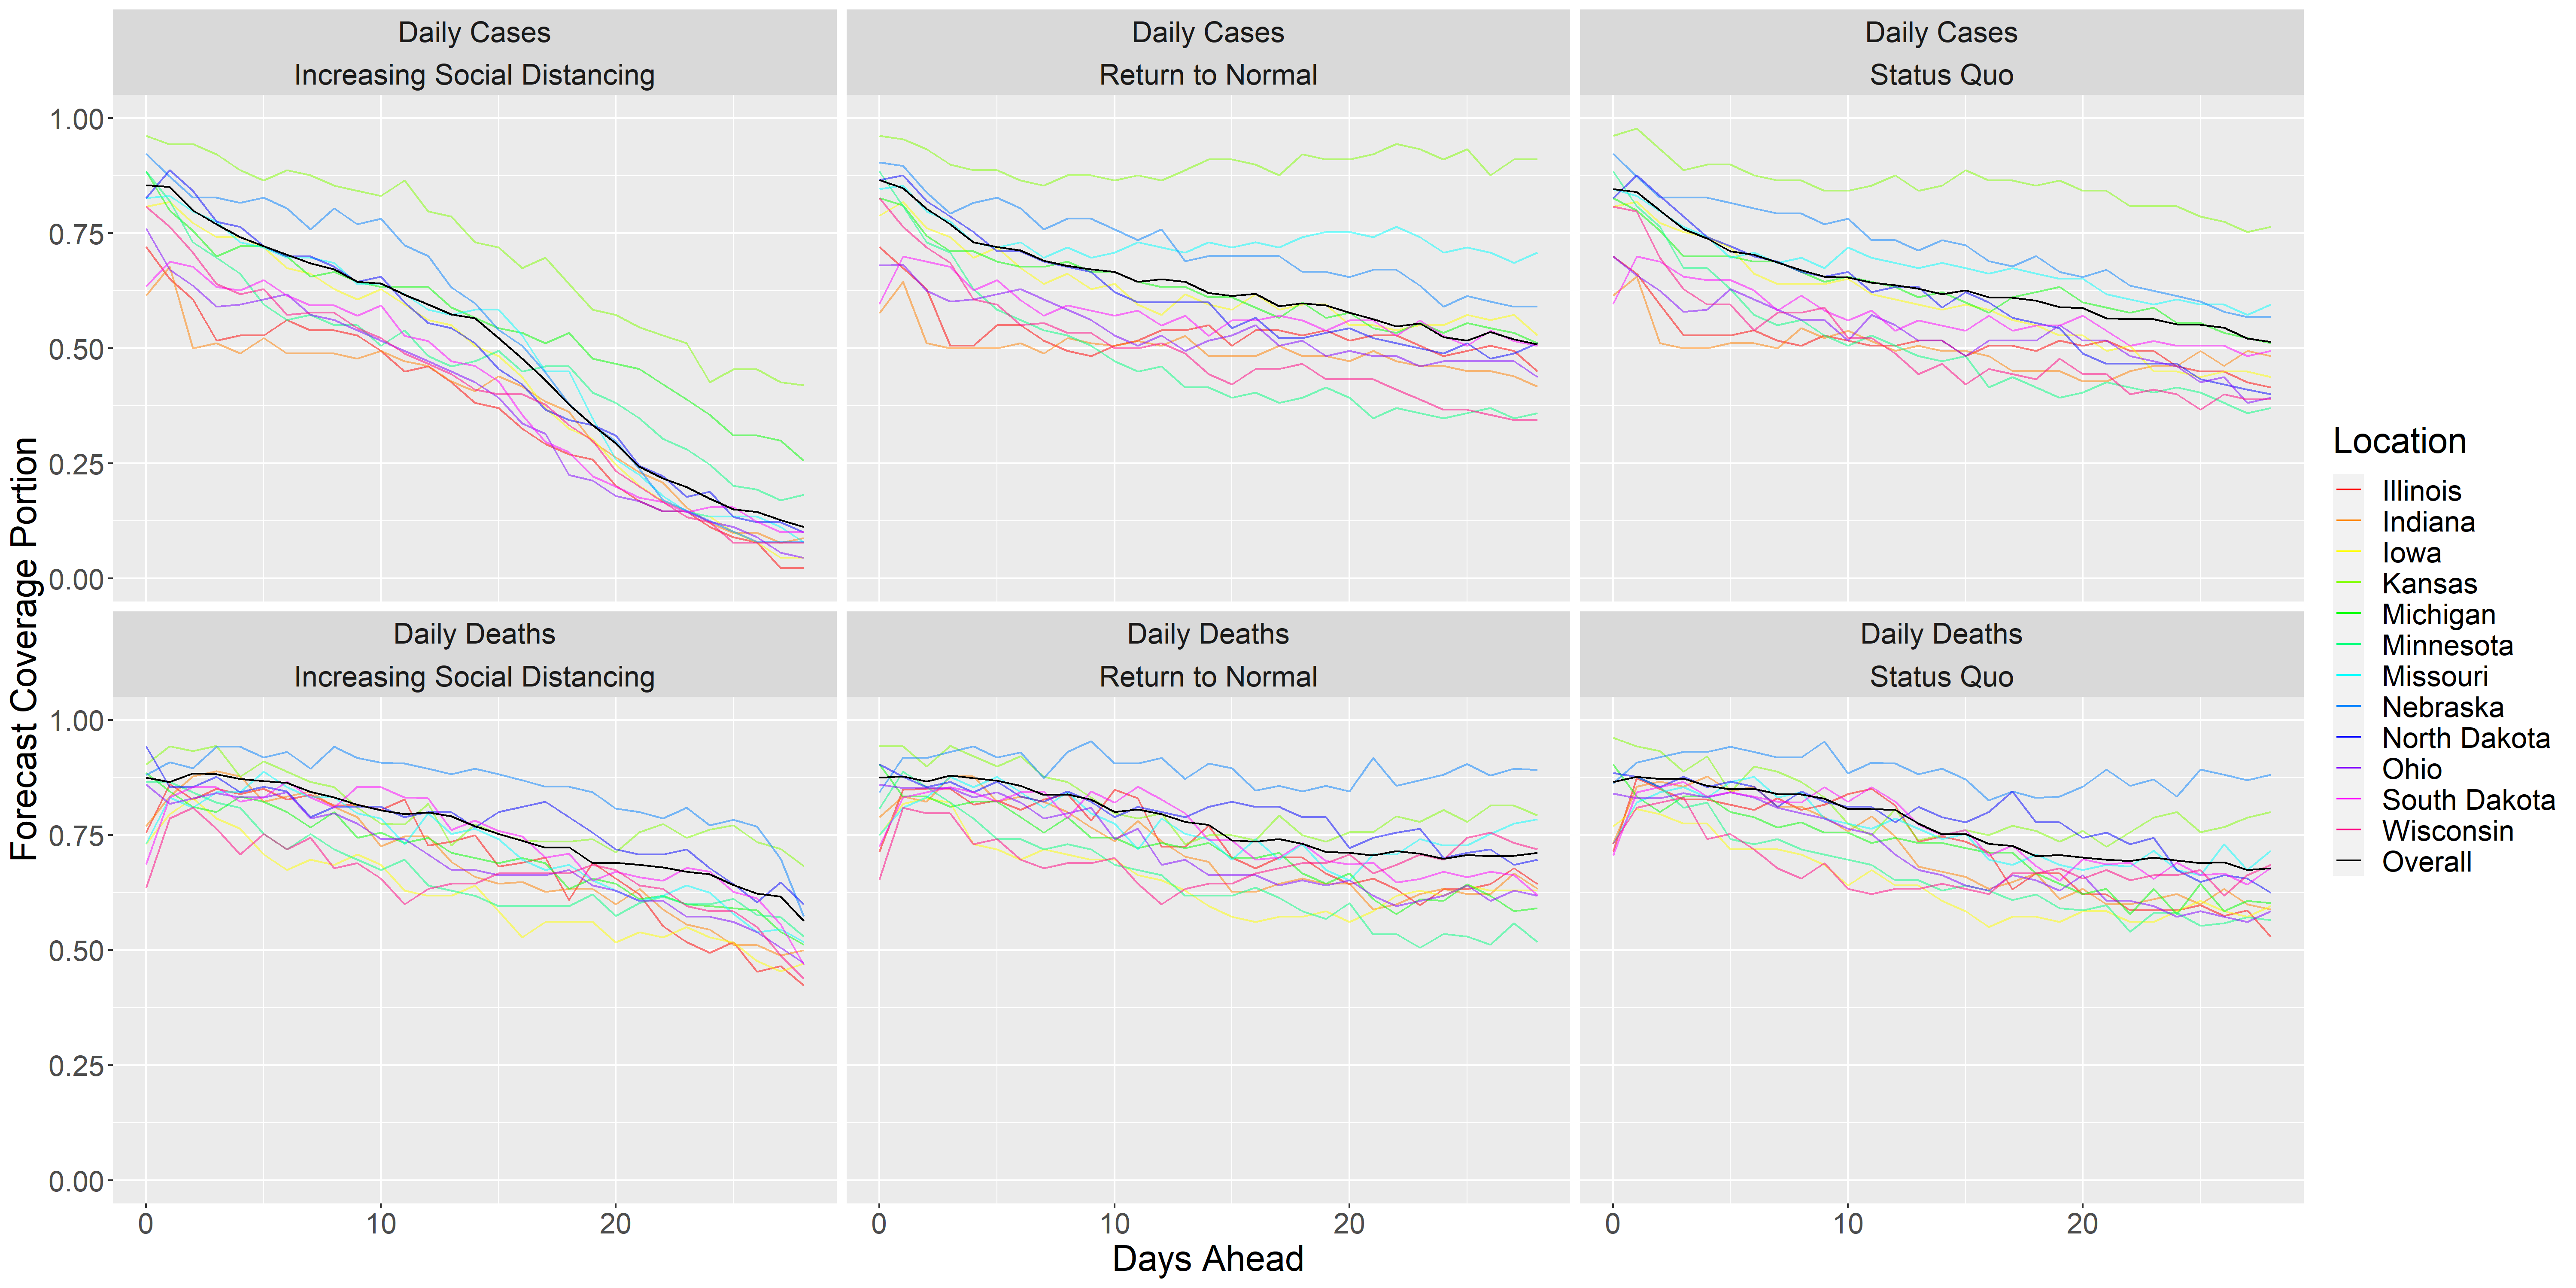 Daily Cases
Increasing Social Distancing
Daily Cases
Return to Normal
Daily Cases
Status Quo
1.00
0.75
0.50
0.25
0.00
Daily Deaths
Increasing Social Distancing
Daily Deaths
Return to Normal
Daily Deaths
Status Quo
1.00
0.75
0.50
0.25
0.00
0
10
20
0
10
20
0
10
20
Days Ahead
Forecast Coverage Portion
Location
Illinois
Indiana
Iowa
Kansas
Michigan
Minnesota
Missouri
Nebraska
North Dakota
Ohio
South Dakota
Wisconsin
Overall